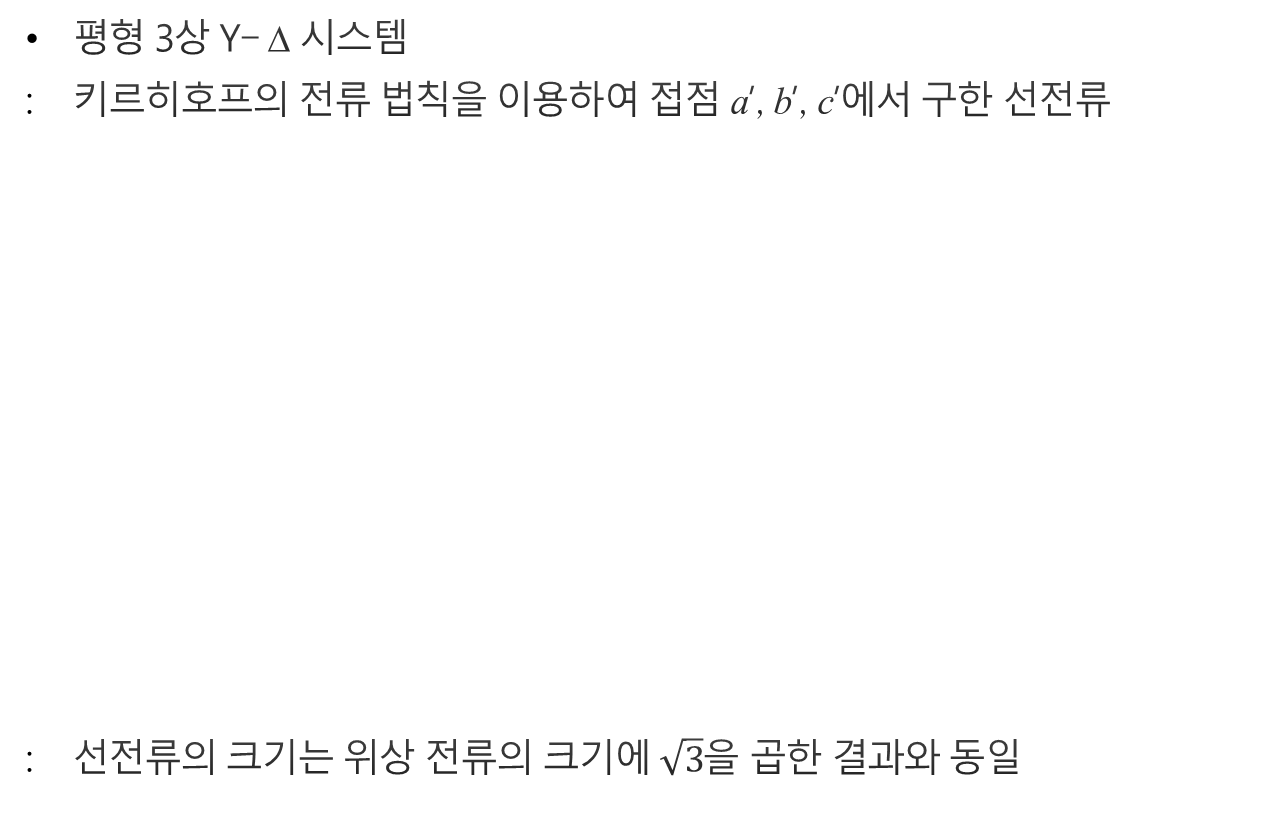 • 평형 3상 Y− Δ 시스템
: 키르히호프의 전류 법칙을 이용하여 접점 a′, b′, c′에서 구한 선전류
: 선전류의 크기는 위상 전류의 크기에 √3을 곱한 결과와 동일